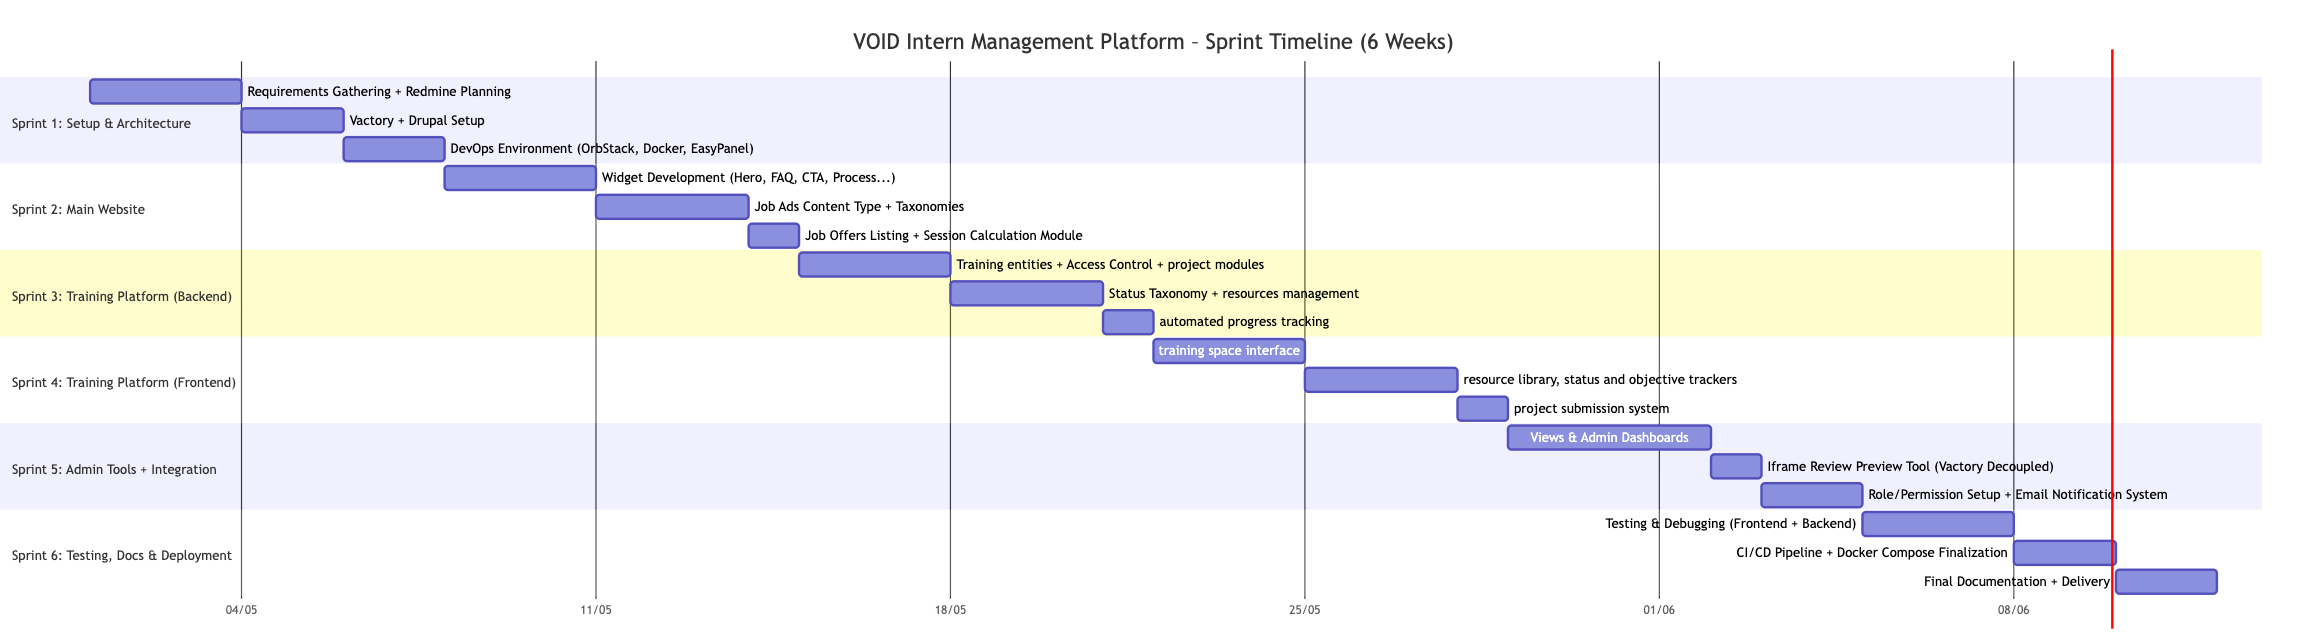 VOID Intern Management Platform – Sprint Timeline (6 Weeks)
Requirements Gathering + Redmine Planning
Sprint 1: Setup & Architecture
Vactory + Drupal Setup
DevOps Environment (OrbStack, Docker, EasyPanel)
Widget Development (Hero, FAQ, CTA, Process...)
Sprint 2: Main Website
Job Ads Content Type + Taxonomies
Job Offers Listing + Session Calculation Module
Training entities + Access Control + project modules
Sprint 3: Training Platform (Backend)
Status Taxonomy + resources management
automated progress tracking
training space interface
Sprint 4: Training Platform (Frontend)
resource library, status and objective trackers
project submission system
Views & Admin Dashboards
Sprint 5: Admin Tools + Integration
Iframe Review Preview Tool (Vactory Decoupled)
Role/Permission Setup + Email Notification System
Testing & Debugging (Frontend + Backend)
Sprint 6: Testing, Docs & Deployment
CI/CD Pipeline + Docker Compose Finalization
Final Documentation + Delivery
04/05 11/05 18/05 25/05 01/06 08/06